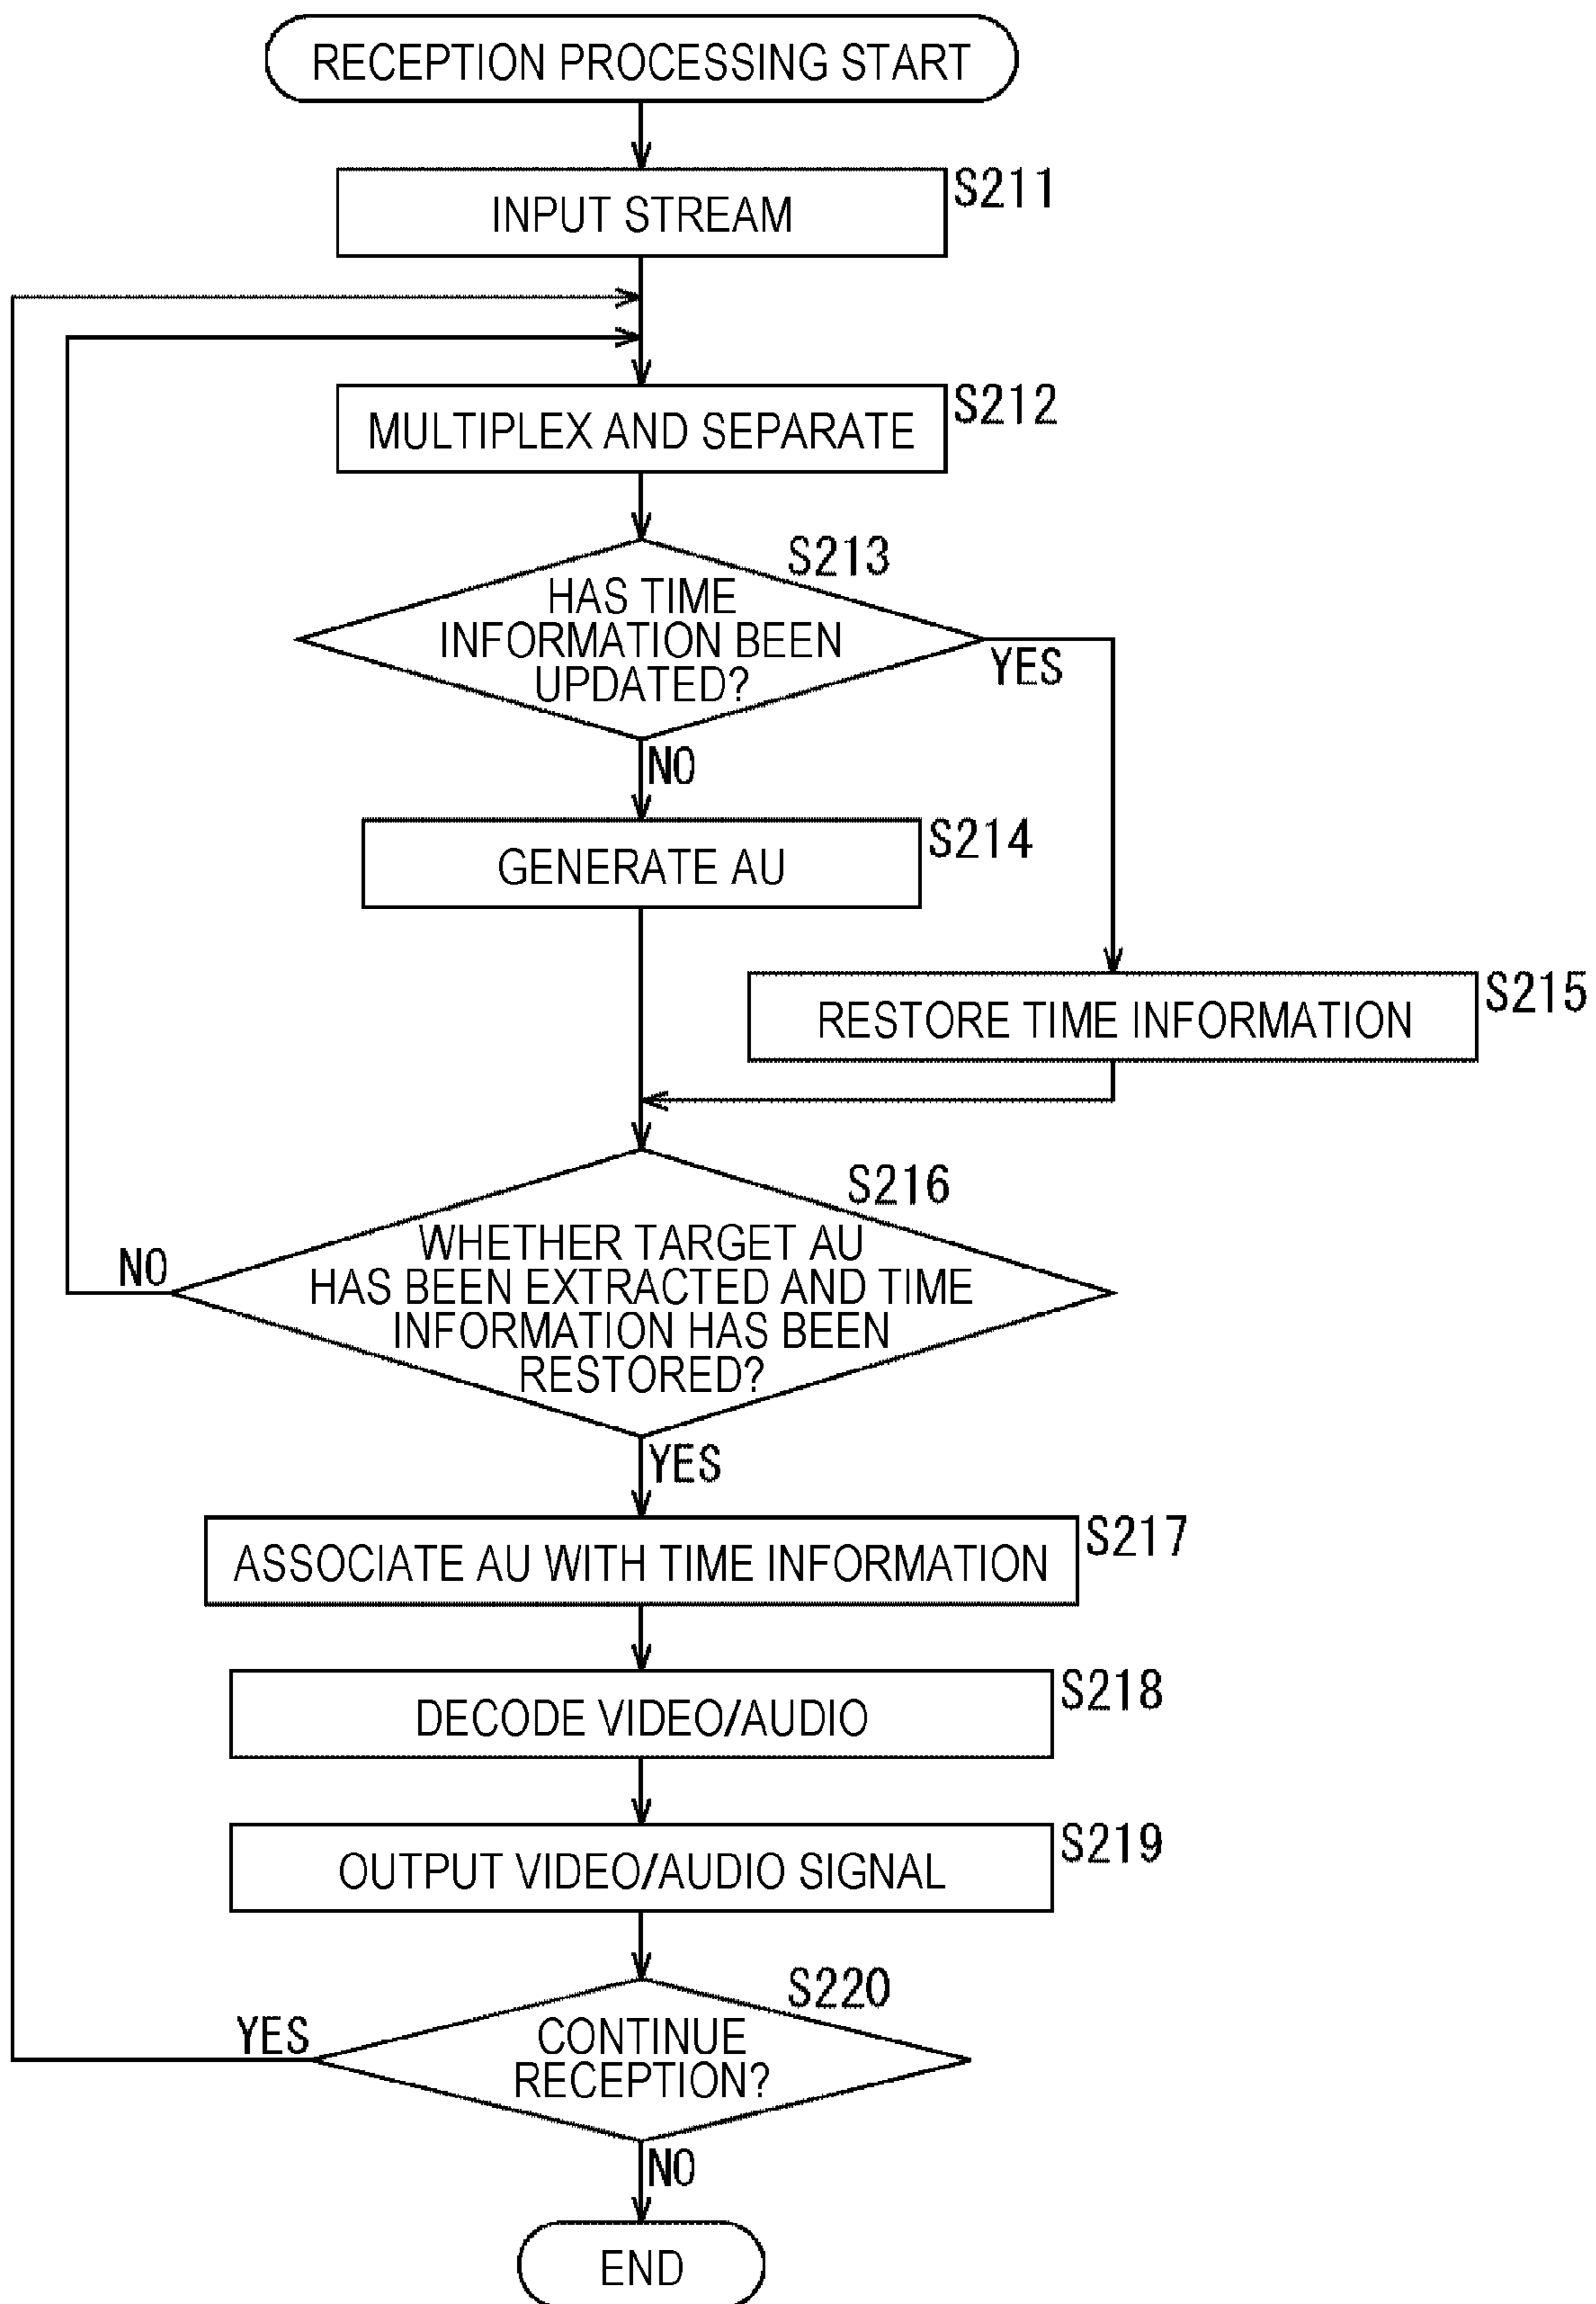 RECEPTION PROCESSING START
S211
INPUT STREAM
S212
MULTIPLEX AND SEPARATE
S213
HAS TIME
INFORMATION BEEN
UPDATED?
YES
NO
S214
GENERATE AU
S215
RESTORE TIME INFORMATION
S216
WHETHER TARGET AU
HAS BEEN EXTRACTED AND TIME
INFORMATION HAS BEEN
RESTORED?
NO
YES
S217
ASSOCIATE AU WITH TIME INFORMATION
S218
DECODE VIDEO/AUDIO
S219
OUTPUT VIDEO/AUDIO SIGNAL
S220
CONTINUE
RECEPTION?
YES
NO
END